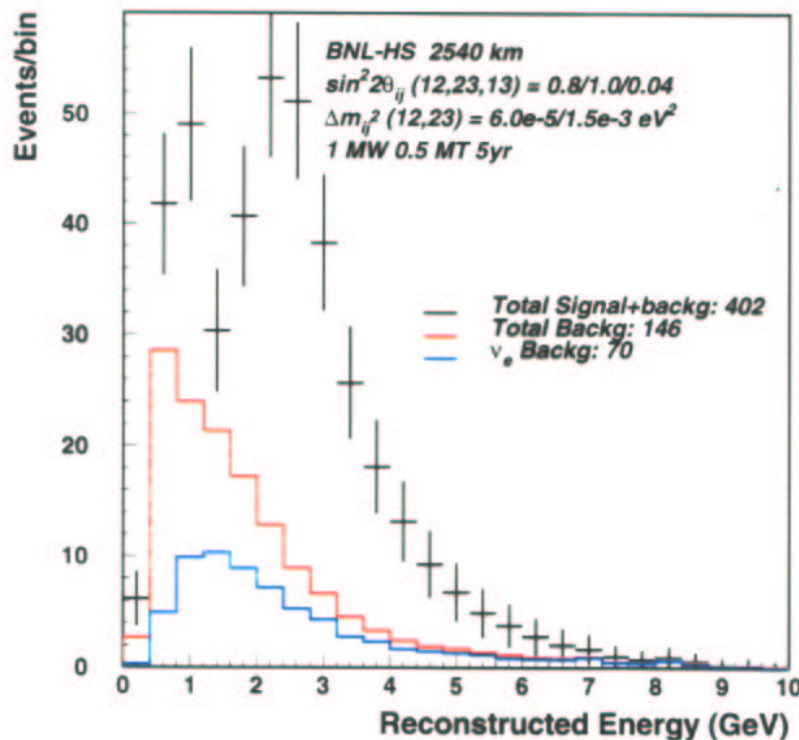 Events/bin
BNL-HS 2540 km
sin²2θij (12,23,13) = 0.8/1.0/0.04
Δmij² (12,23) = 6.0e-5/1.5e-3 eV²
1 MW 0.5 MT 5yr
Total Signal+backg: 402
Total Backg: 146
νe Backg: 70
50
40
30
20
10
0
0 1 2 3 4 5 6 7 8 9 10
Reconstructed Energy (GeV)